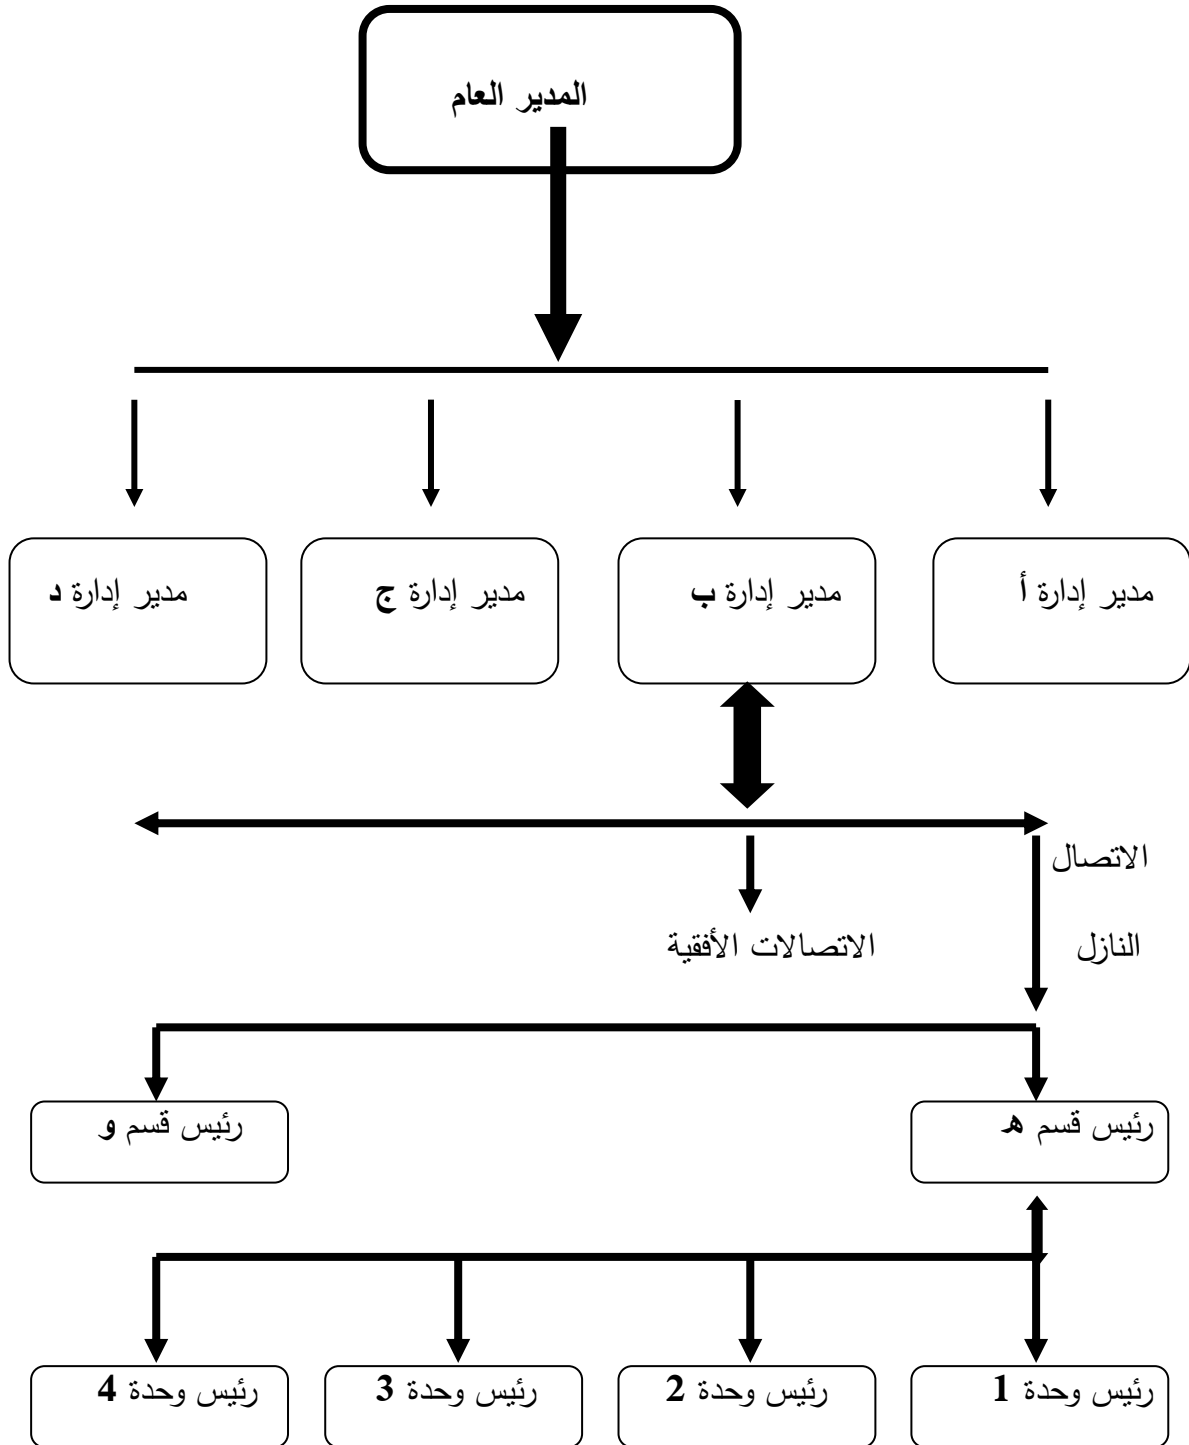 المدير العام
مدير إدارة أ
مدير إدارة ب
مدير إدارة ج
مدير إدارة د
الاتصال
النازل
الاتصالات الأفقية
رئيس قسم هـ
رئيس قسم و
رئيس وحدة 1
رئيس وحدة 2
رئيس وحدة 3
رئيس وحدة 4